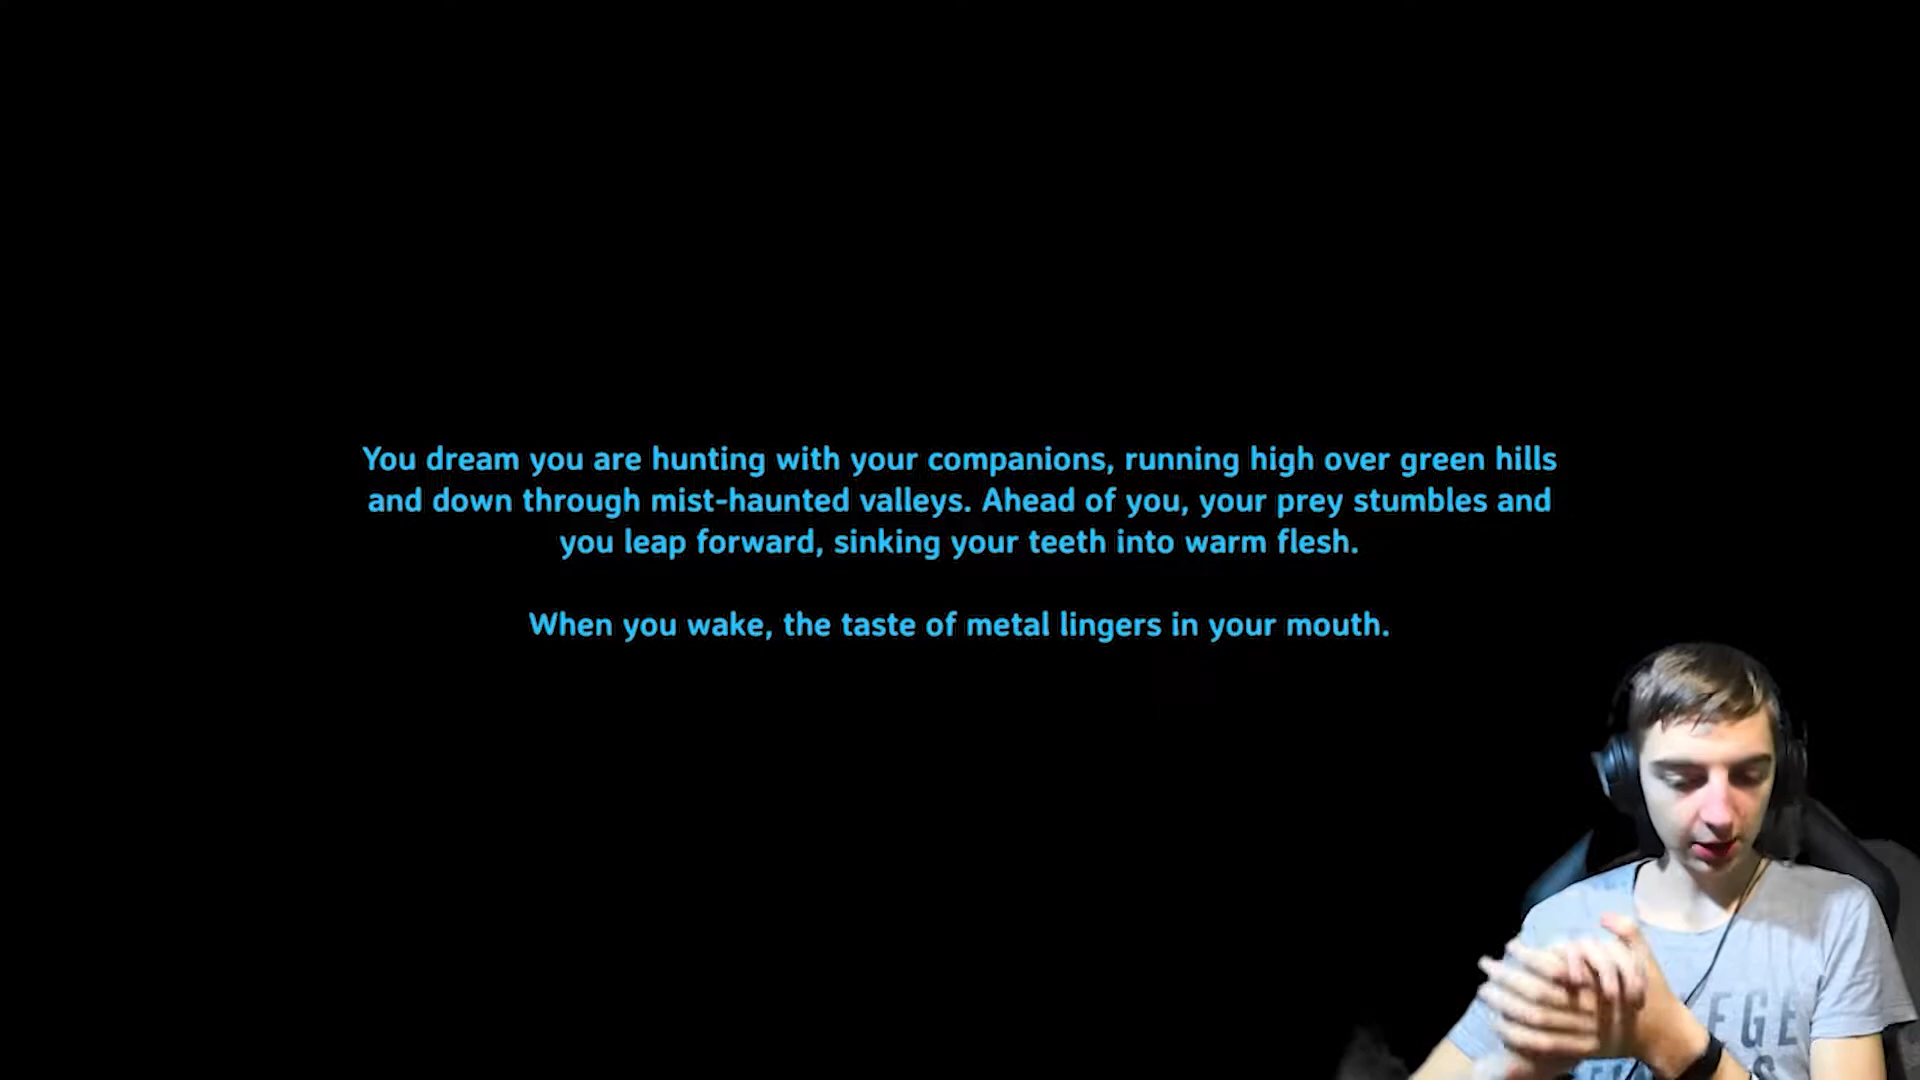 You dream you are hunting with your companions, running high over green hills
and down through mist-haunted valleys. Ahead of you, your prey stumbles and
you leap forward, sinking your teeth into warm flesh.
When you wake, the taste of metal lingers in your mouth.